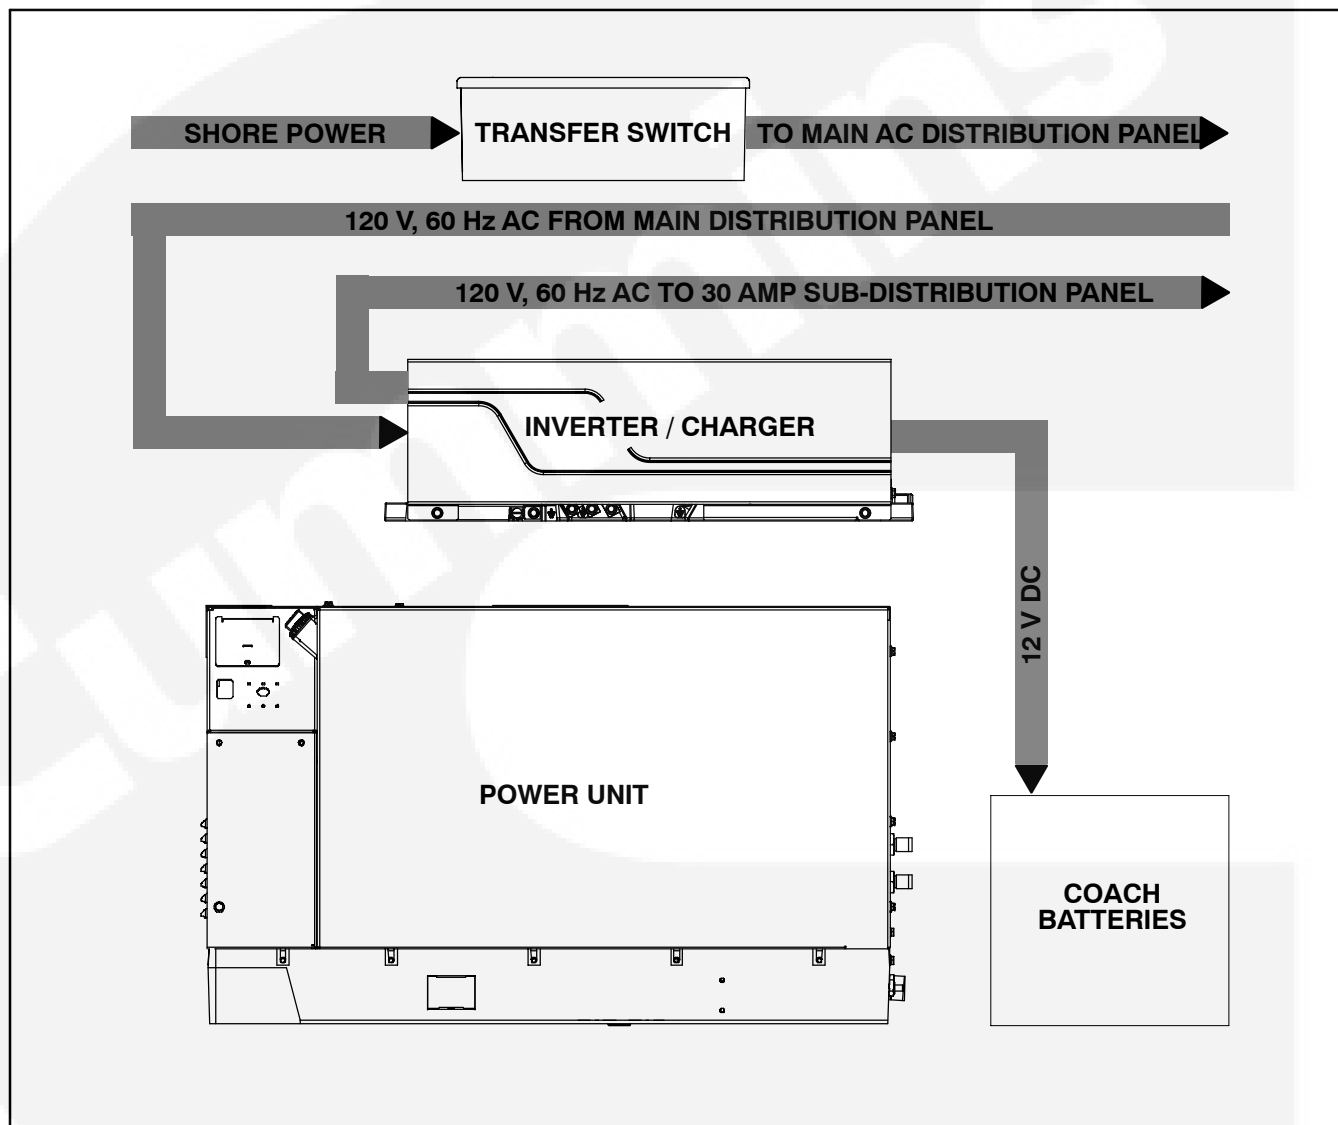 SHORE POWER
TRANSFER SWITCH
TO MAIN AC DISTRIBUTION PANEL
120 V, 60 Hz AC FROM MAIN DISTRIBUTION PANEL
120 V, 60 Hz AC TO 30 AMP SUB-DISTRIBUTION PANEL
INVERTER / CHARGER
12 V DC
POWER UNIT
COACH
BATTERIES
Cummins